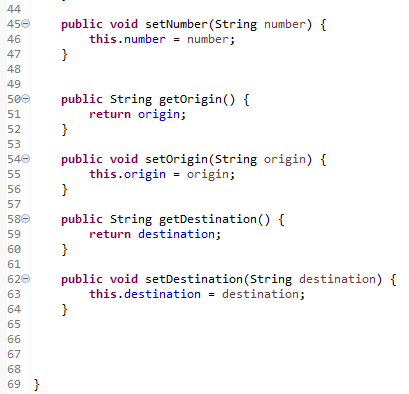 44
45 public void setNumber(String number) {
46 this.number = number;
47 }
48
49
50 public String getOrigin() {
51 return origin;
52 }
53
54 public void setOrigin(String origin) {
55 this.origin = origin;
56 }
57
58 public String getDestination() {
59 return destination;
60 }
61
62 public void setDestination(String destination) {
63 this.destination = destination;
64 }
65
66
67
68
69 }